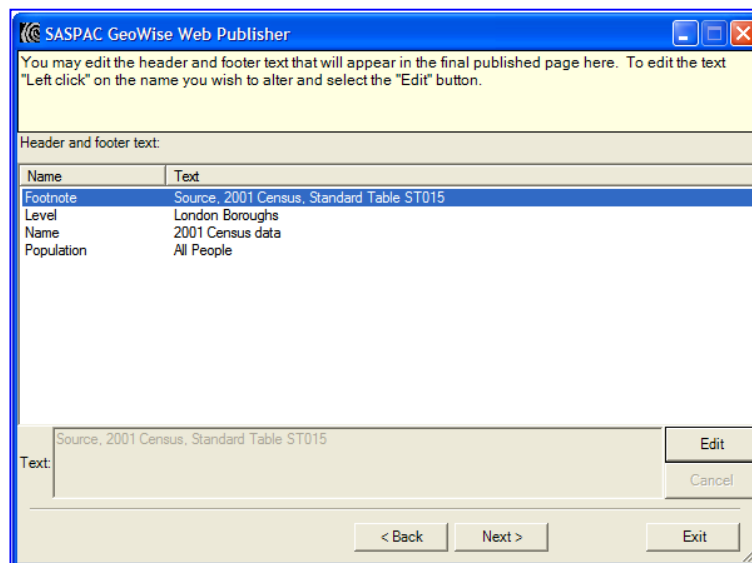 SASPAC GeoWise Web Publisher
You may edit the header and footer text that will appear in the final published page here. To edit the text
"Left click" on the name you wish to alter and select the "Edit" button.
Header and footer text:
Name Text
Footnote Source, 2001 Census, Standard Table ST015
Level London Boroughs
Name 2001 Census data
Population All People
Text: Source, 2001 Census, Standard Table ST015
Edit
Cancel
< Back Next > Exit